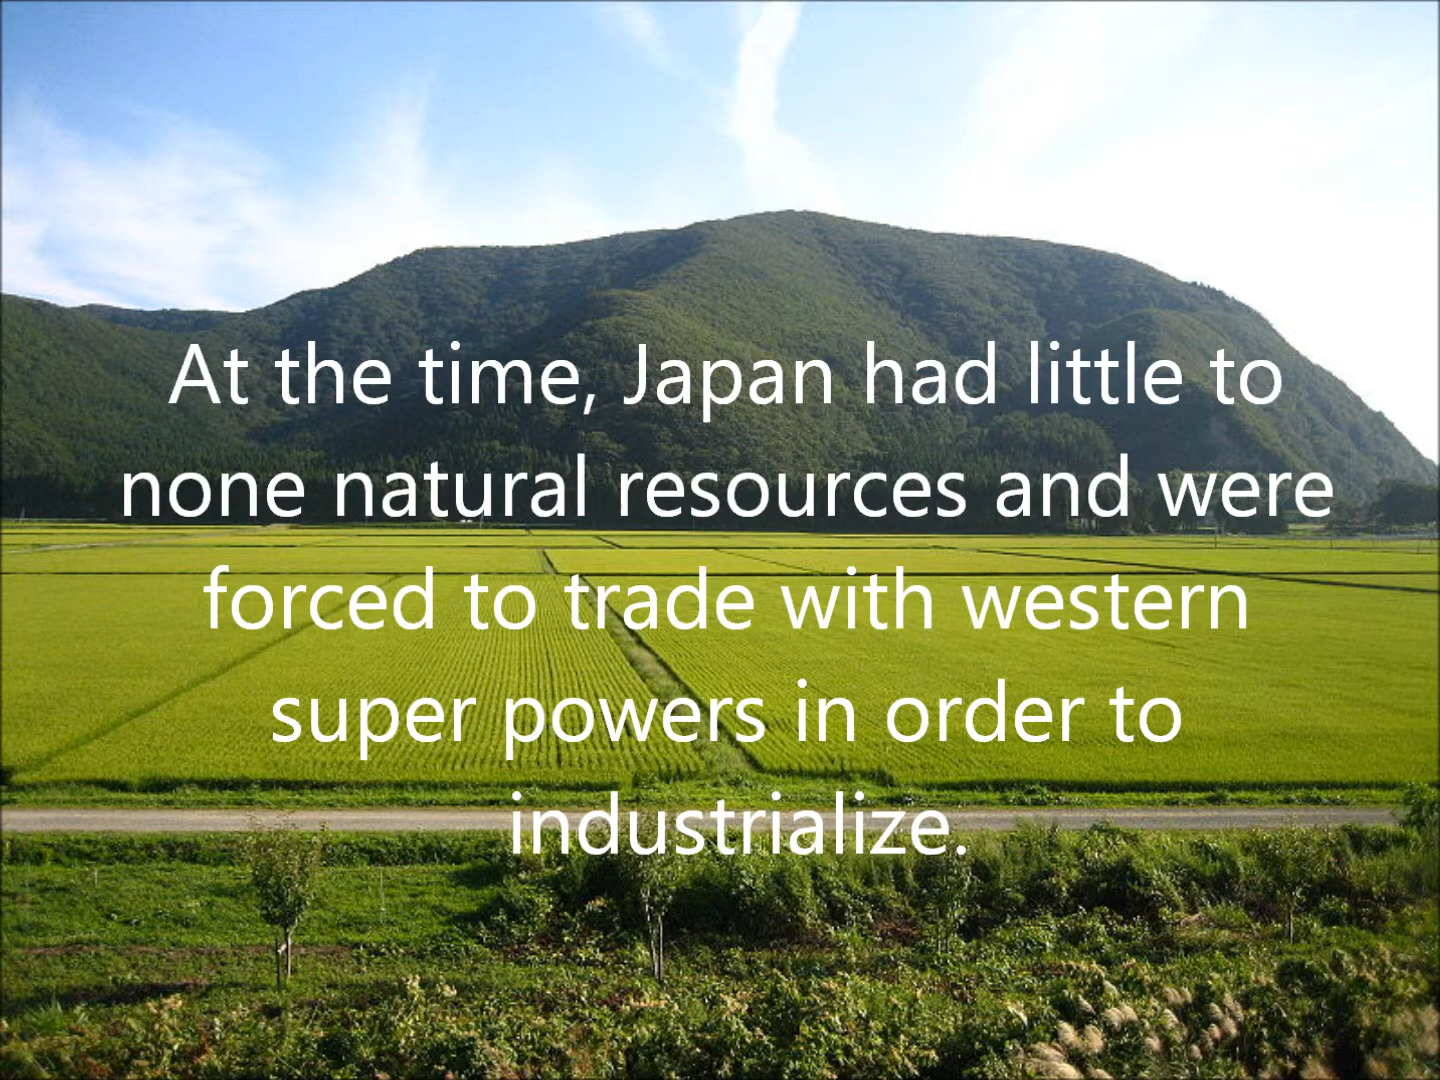 At the time, Japan had little to
none natural resources and were
forced to trade with western
super powers in order to
industrialize.